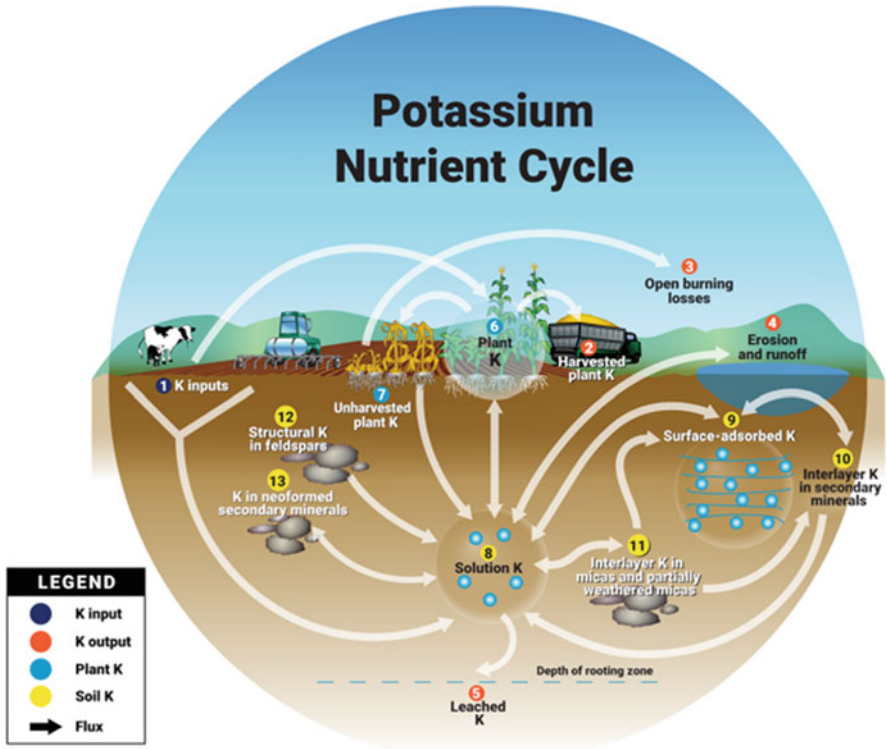 Potassium
Nutrient Cycle
3
Open burning
losses
4
Erosion
and runoff
6
Plant
K
2
Harvested
plant K
1 K inputs
7
Unharvested
plant K
12
Structural K
in feldspars
13
K in neoformed
secondary minerals
9
Surface-adsorbed K
10
Interlayer K
in secondary
minerals
8
Solution K
11
Interlayer K in
micas and partially
weathered micas
Depth of rooting zone
5
Leached
K
LEGEND
K input
K output
Plant K
Soil K
Flux